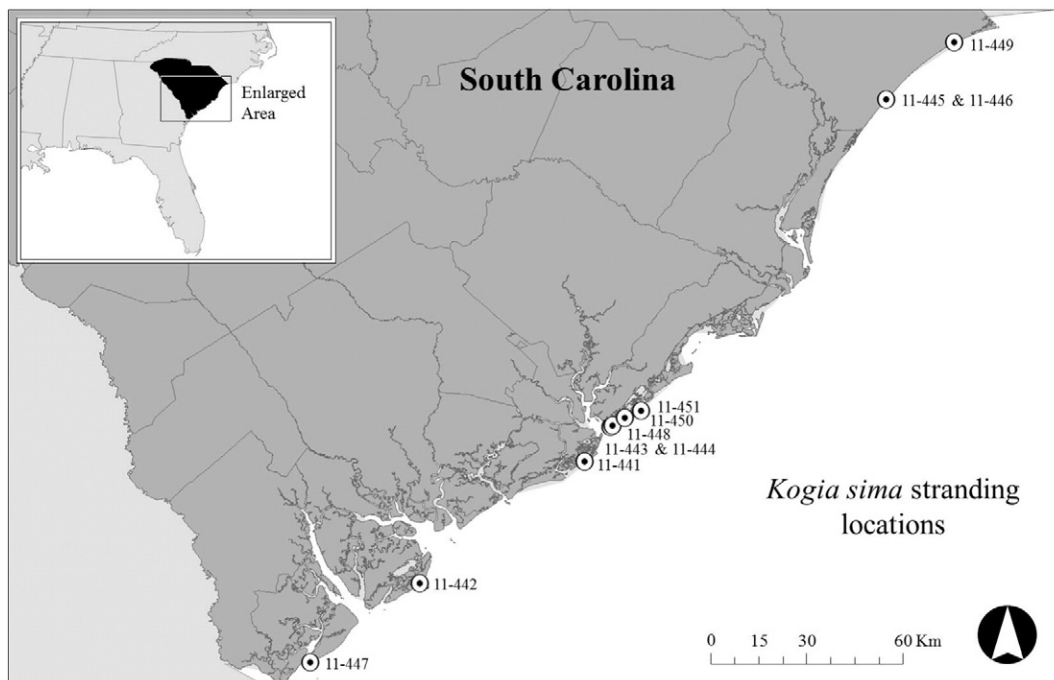 South Carolina
Enlarged
Area
11-449
11-445 & 11-446
11-451
11-450
11-448
11-443 & 11-444
11-441
Kogia sima stranding
locations
11-442
11-447
0 15 30 60 Km